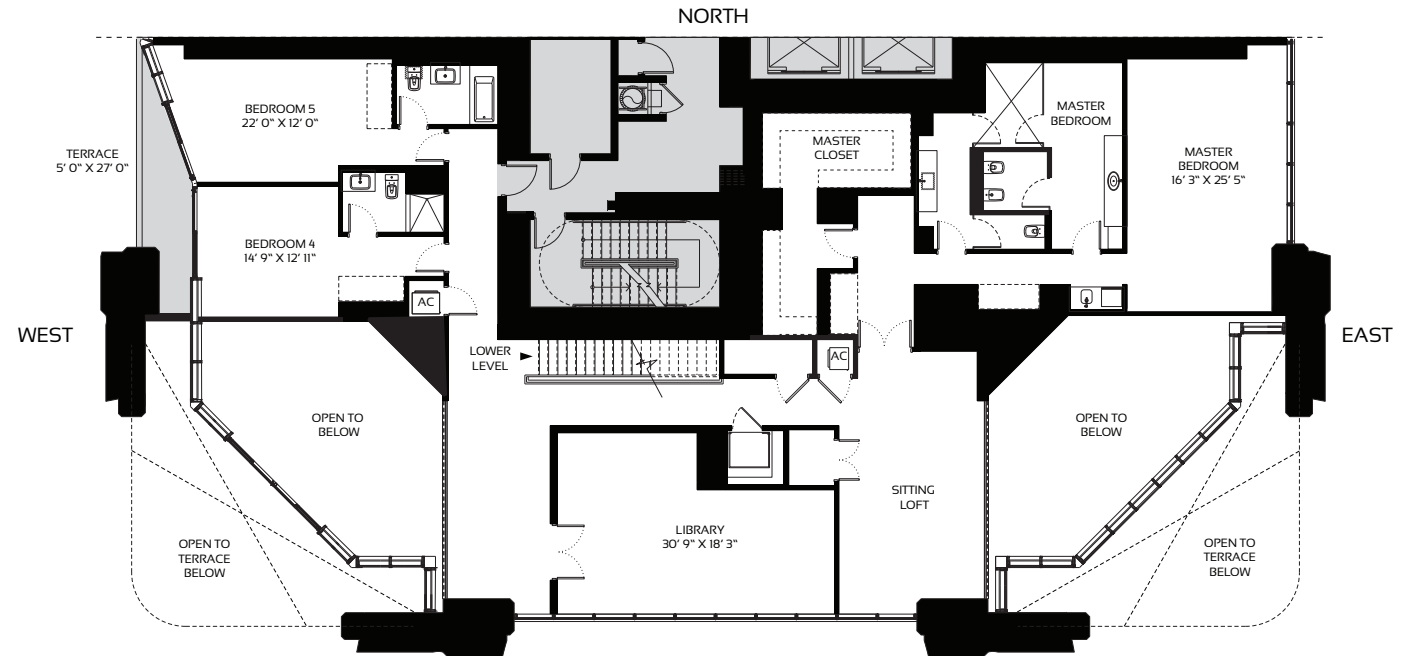 NORTH
BEDROOM 5
22' 0" X 12' 0"
TERRACE
5' 0" X 27' 0"
MASTER
CLOSET
MASTER
BEDROOM
MASTER
BEDROOM
16' 3" X 25' 5"
BEDROOM 4
14' 9" X 12' 11"
AC
WEST
LOWER
LEVEL
AC
EAST
OPEN TO
BELOW
OPEN TO
BELOW
SITTING
LOFT
LIBRARY
30' 9" X 18' 3"
OPEN TO
TERRACE
BELOW
OPEN TO
TERRACE
BELOW